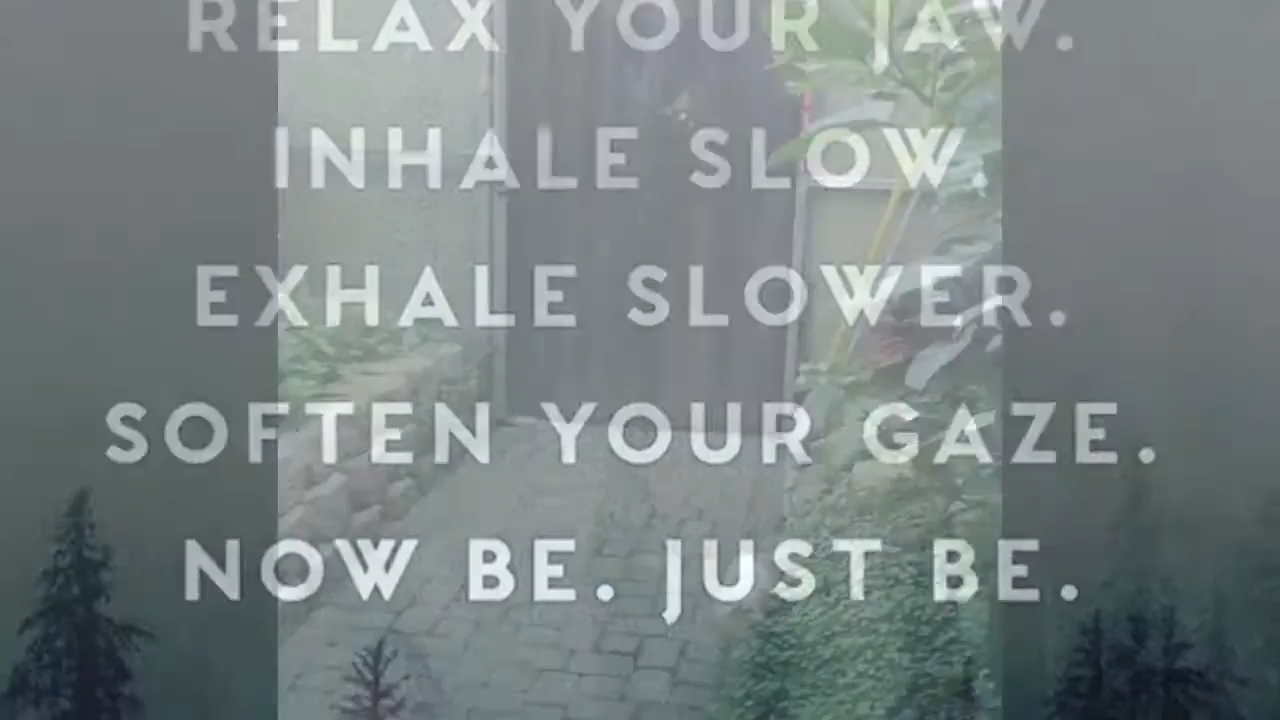 RELAX YOUR JAW.
INHALE SLOW
EXHALE SLOWER.
SOFTEN YOUR GAZE.
NOW BE. JUST BE.